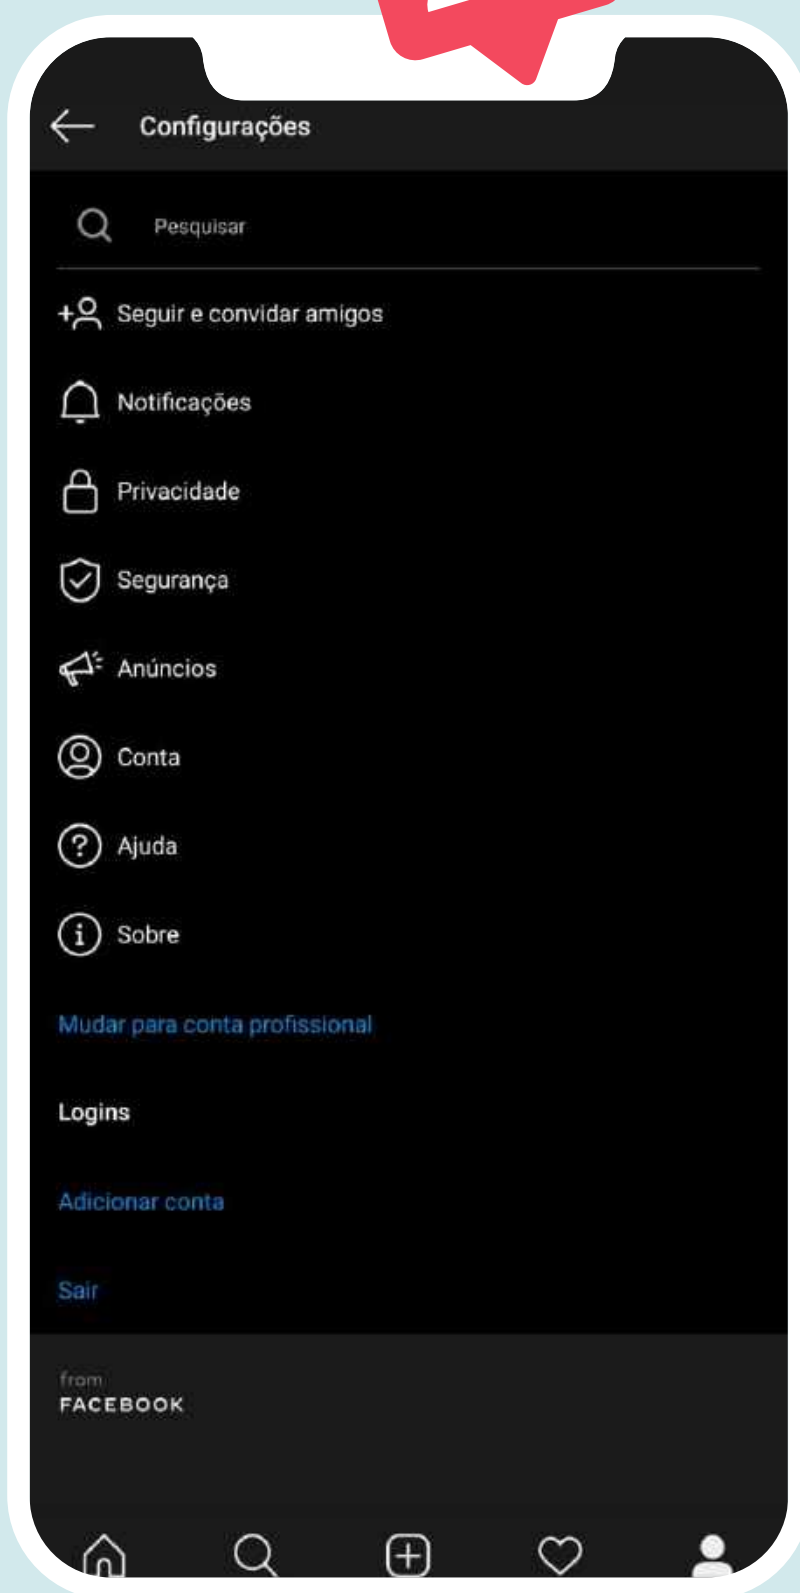 Configurações
Pesquisar
Seguir e convidar amigos
Notificações
Privacidade
Segurança
Anúncios
Conta
Ajuda
Sobre
Mudar para conta profissional
Logins
Adicionar conta
Sair
from
FACEBOOK